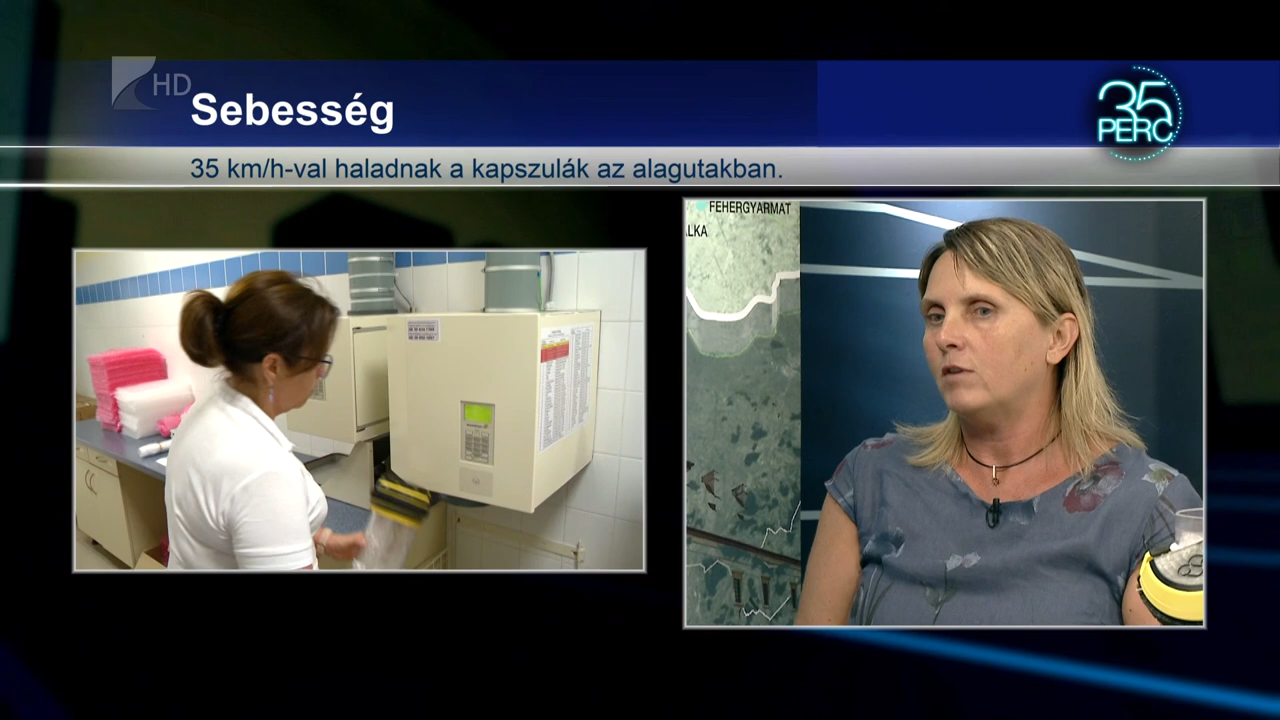 HD
Sebesség
35 PERC
35 km/h-val haladnak a kapszulák az alagutakban.
FEHERGYARMAT
LKA